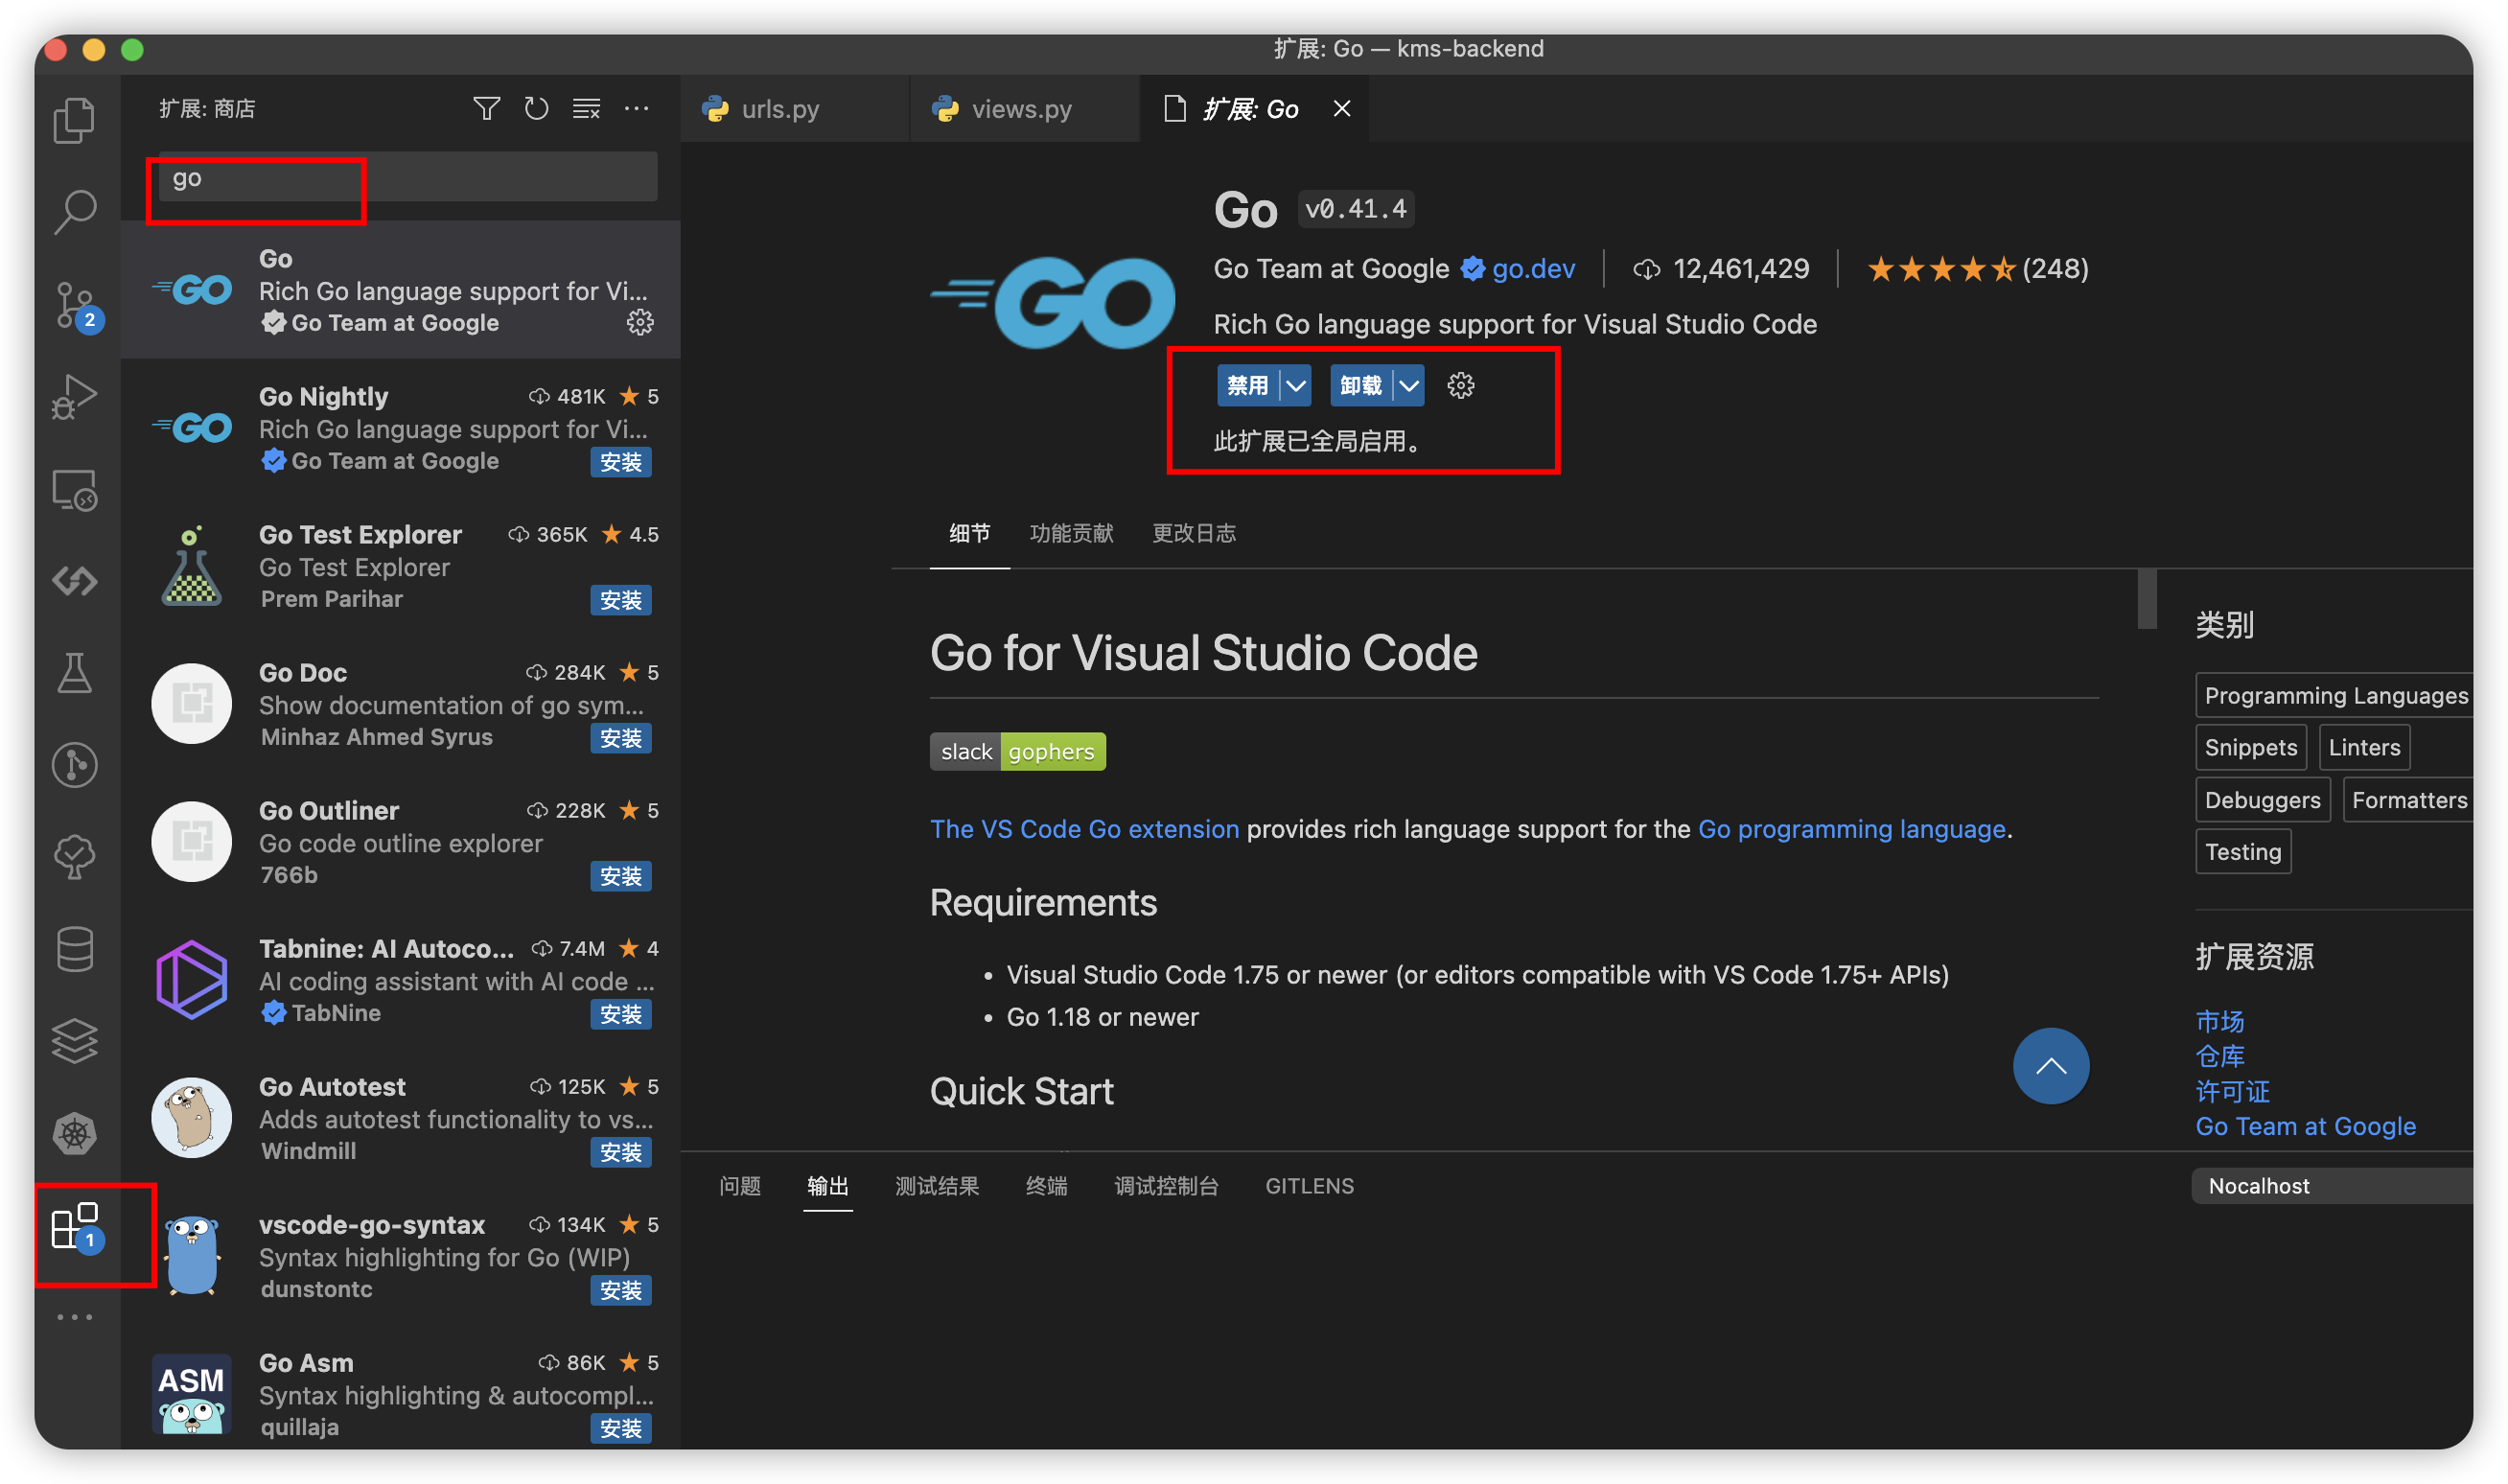 扩展: Go — kms-backend
扩展: 商店
urls.py
views.py
扩展: Go
go
Go
Rich Go language support for Vi...
Go Team at Google
Go Nightly 481K 5
Rich Go language support for Vi...
Go Team at Google 安装
Go Test Explorer 365K 4.5
Go Test Explorer
Prem Parihar 安装
Go Doc 284K 5
Show documentation of go sym...
Minhaz Ahmed Syrus 安装
Go Outliner 228K 5
Go code outline explorer
766b 安装
Tabnine: AI Autoco... 7.4M 4
AI coding assistant with AI code ...
TabNine 安装
Go Autotest 125K 5
Adds autotest functionality to vs...
Windmill 安装
vscode-go-syntax 134K 5
Syntax highlighting for Go (WIP)
dunstontc 安装
Go Asm 86K 5
Syntax highlighting & autocompl...
quillaja 安装
2
1
ASM
GO
Go v0.41.4
Go Team at Google go.dev 12,461,429 (248)
Rich Go language support for Visual Studio Code
禁用 卸载
此扩展已全局启用。
细节 功能贡献 更改日志
Go for Visual Studio Code
slack gophers
The VS Code Go extension provides rich language support for the Go programming language.
Requirements
• Visual Studio Code 1.75 or newer (or editors compatible with VS Code 1.75+ APIs)
• Go 1.18 or newer
Quick Start
类别
Programming Languages
Snippets Linters
Debuggers Formatters
Testing
扩展资源
市场
仓库
许可证
Go Team at Google
问题 输出 测试结果 终端 调试控制台 GITLENS
Nocalhost